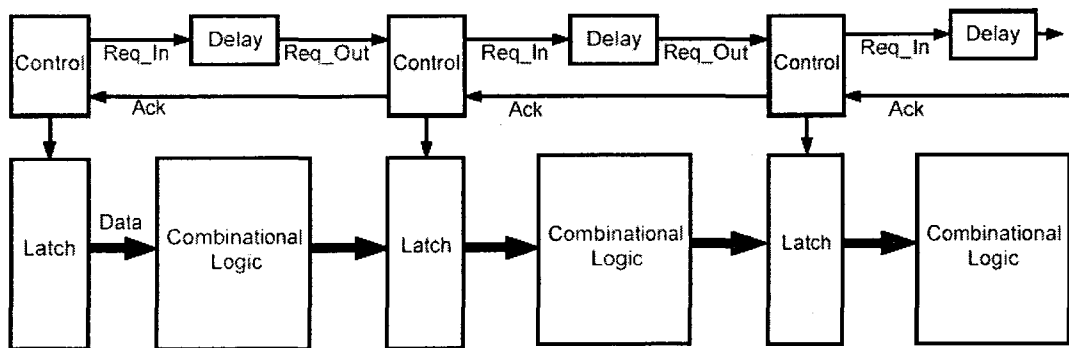 Control
Req_In
Delay
Req_Out
Control
Req_In
Delay
Req_Out
Control
Req_In
Delay
Ack
Ack
Ack
Latch
Data
Combinational
Logic
Latch
Combinational
Logic
Latch
Combinational
Logic